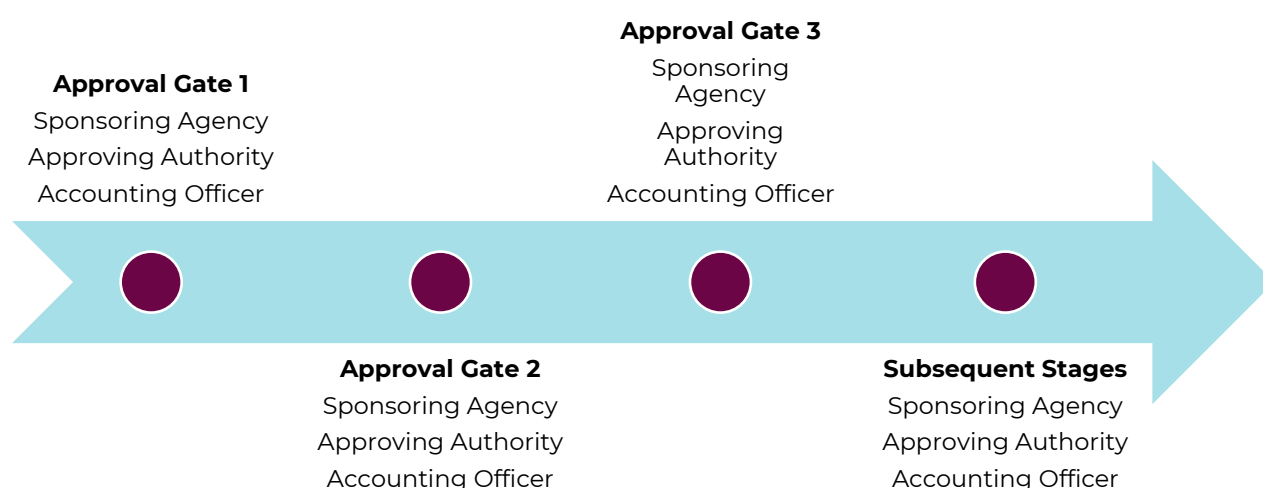 Approval Gate 1
Sponsoring Agency
Approving Authority
Accounting Officer
Approval Gate 2
Sponsoring Agency
Approving Authority
Accounting Officer
Approval Gate 3
Sponsoring
Agency
Approving
Authority
Accounting Officer
Subsequent Stages
Sponsoring Agency
Approving Authority
Accounting Officer